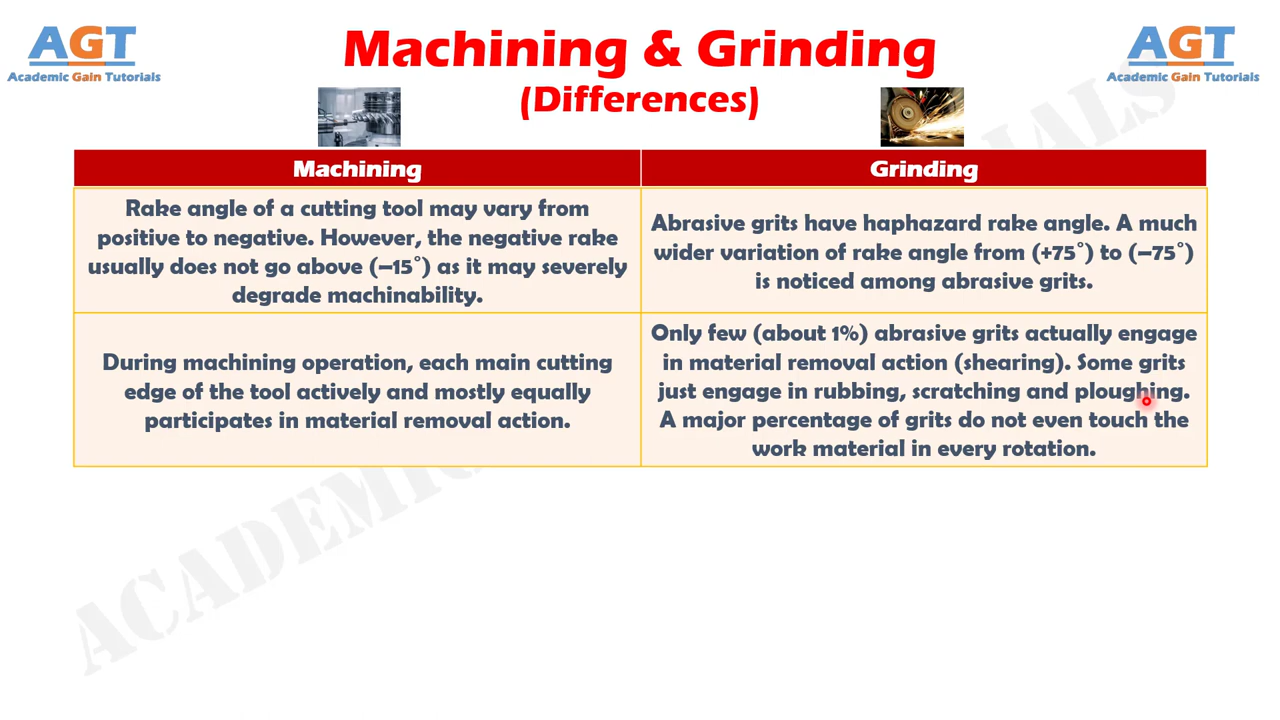 AGT
Academic Gain Tutorials
Machining & Grinding
(Differences)
AGT
Academic Gain Tutorials
Machining
Grinding
Rake angle of a cutting tool may vary from
positive to negative. However, the negative rake
usually does not go above (–15°) as it may severely
degrade machinability.
Abrasive grits have haphazard rake angle. A much
wider variation of rake angle from (+75°) to (–75°)
is noticed among abrasive grits.
During machining operation, each main cutting
edge of the tool actively and mostly equally
participates in material removal action.
Only few (about 1%) abrasive grits actually engage
in material removal action (shearing). Some grits
just engage in rubbing, scratching and ploughing.
A major percentage of grits do not even touch the
work material in every rotation.